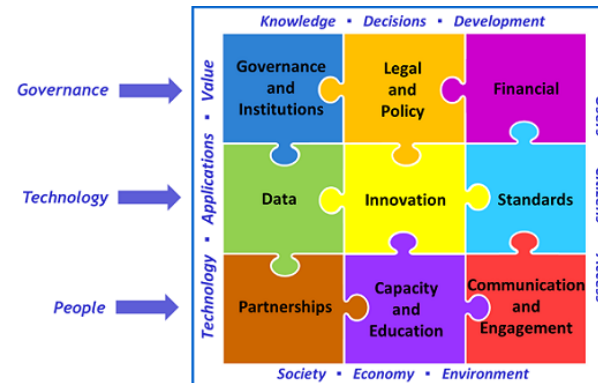 Knowledge ▪ Decisions ▪ Development
Governance
Technology ▪ Applications ▪ Value
Governance
and
Institutions
Legal
and
Policy
Financial
Technology
Data
Innovation
Standards
People
Partnerships
Capacity
and
Education
Communication
and
Engagement
Society ▪ Economy ▪ Environment